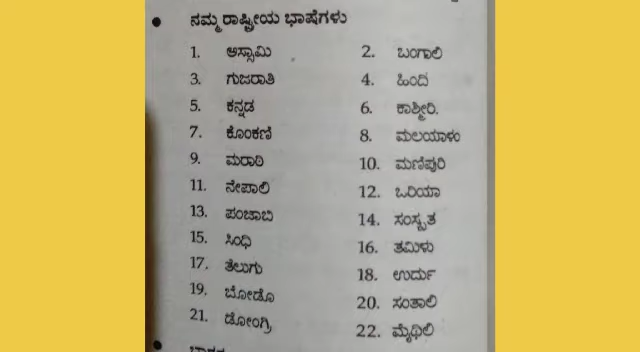 ನಮ್ಮ ರಾಷ್ಟ್ರೀಯ ಭಾಷೆಗಳು
1. ಅಸ್ಸಾಮಿ 2. ಬಂಗಾಲಿ
3. ಗುಜರಾತಿ 4. ಹಿಂದಿ
5. ಕನ್ನಡ 6. ಕಾಶ್ಮೀರಿ.
7. ಕೊಂಕಣಿ 8. ಮಲಯಾಳಂ
9. ಮರಾಠಿ 10. ಮಣಿಪುರಿ
11. ನೇಪಾಲಿ 12. ಒರಿಯಾ
13. ಪಂಜಾಬಿ 14. ಸಂಸ್ಕೃತ
15. ಸಿಂಧಿ 16. ತಮಿಳು
17. ತೆಲುಗು 18. ಉರ್ದು
19. ಬೋಡೊ 20. ಸಂತಾಲಿ
21. ಡೋಂಗ್ರಿ 22. ಮೈಥಿಲಿ